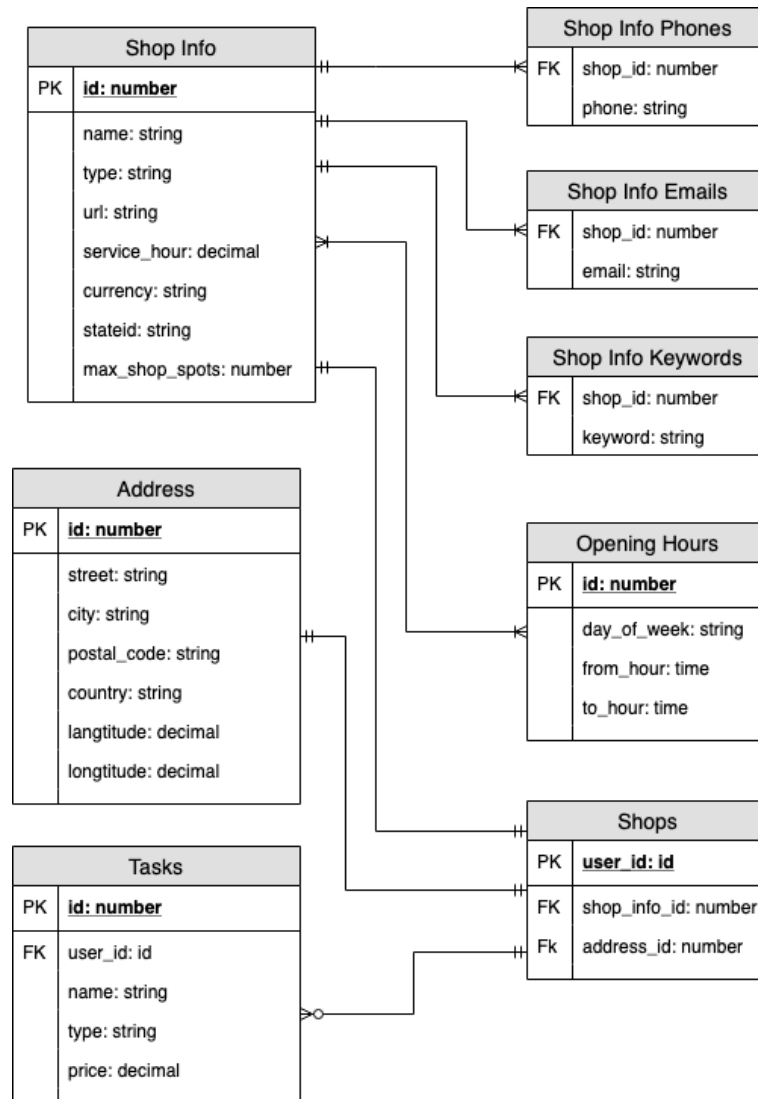 Shop Info
PK id: number
name: string
type: string
url: string
service_hour: decimal
currency: string
stateid: string
max_shop_spots: number
Shop Info Phones
FK shop_id: number
phone: string
Shop Info Emails
FK shop_id: number
email: string
Shop Info Keywords
FK shop_id: number
keyword: string
Address
PK id: number
street: string
city: string
postal_code: string
country: string
langtitude: decimal
longtitude: decimal
Opening Hours
PK id: number
day_of_week: string
from_hour: time
to_hour: time
Tasks
PK id: number
FK user_id: id
name: string
type: string
price: decimal
Shops
PK user_id: id
FK shop_info_id: number
Fk address_id: number